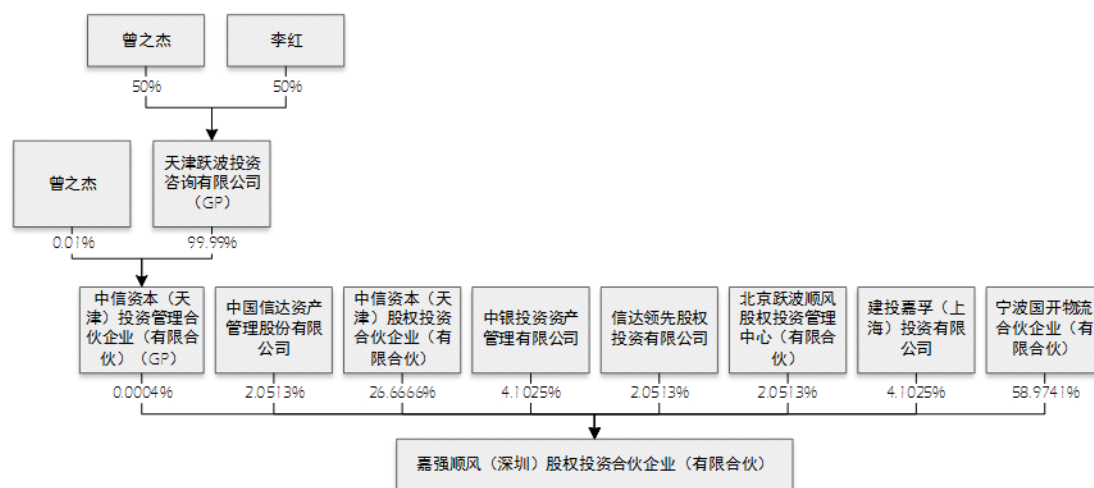 曾之杰
李红
50%
50%
曾之杰
天津跃波投资
咨询有限公司
（GP）
0.01%
99.99%
中信资本（天
津）投资管理合
伙企业（有限合
伙）（GP）
中国信达资产
管理股份有限
公司
中信资本（天
津）股权投资
合伙企业（有
限合伙）
中银投资资产
管理有限公司
信达领先股权
投资有限公司
北京跃波顺风
股权投资管理
中心（有限合
伙）
建投嘉孚（上
海）投资有限公
司
宁波国开物流
合伙企业（有
限合伙）
0.0004%
2.0513%
26.6666%
4.1025%
2.0513%
2.0513%
4.1025%
58.9741%
嘉强顺风（深圳）股权投资合伙企业（有限合伙）